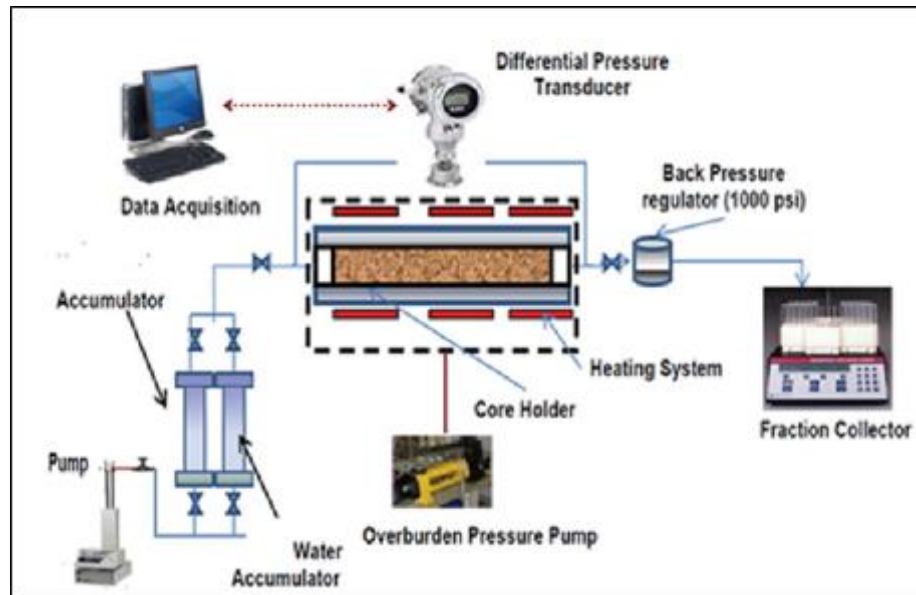 Differential Pressure
Transducer
Data Acquisition
Back Pressure
regulator (1000 psi)
Accumulator
Heating System
Core Holder
Fraction Collector
Pump
Overburden Pressure Pump
Water
Accumulator